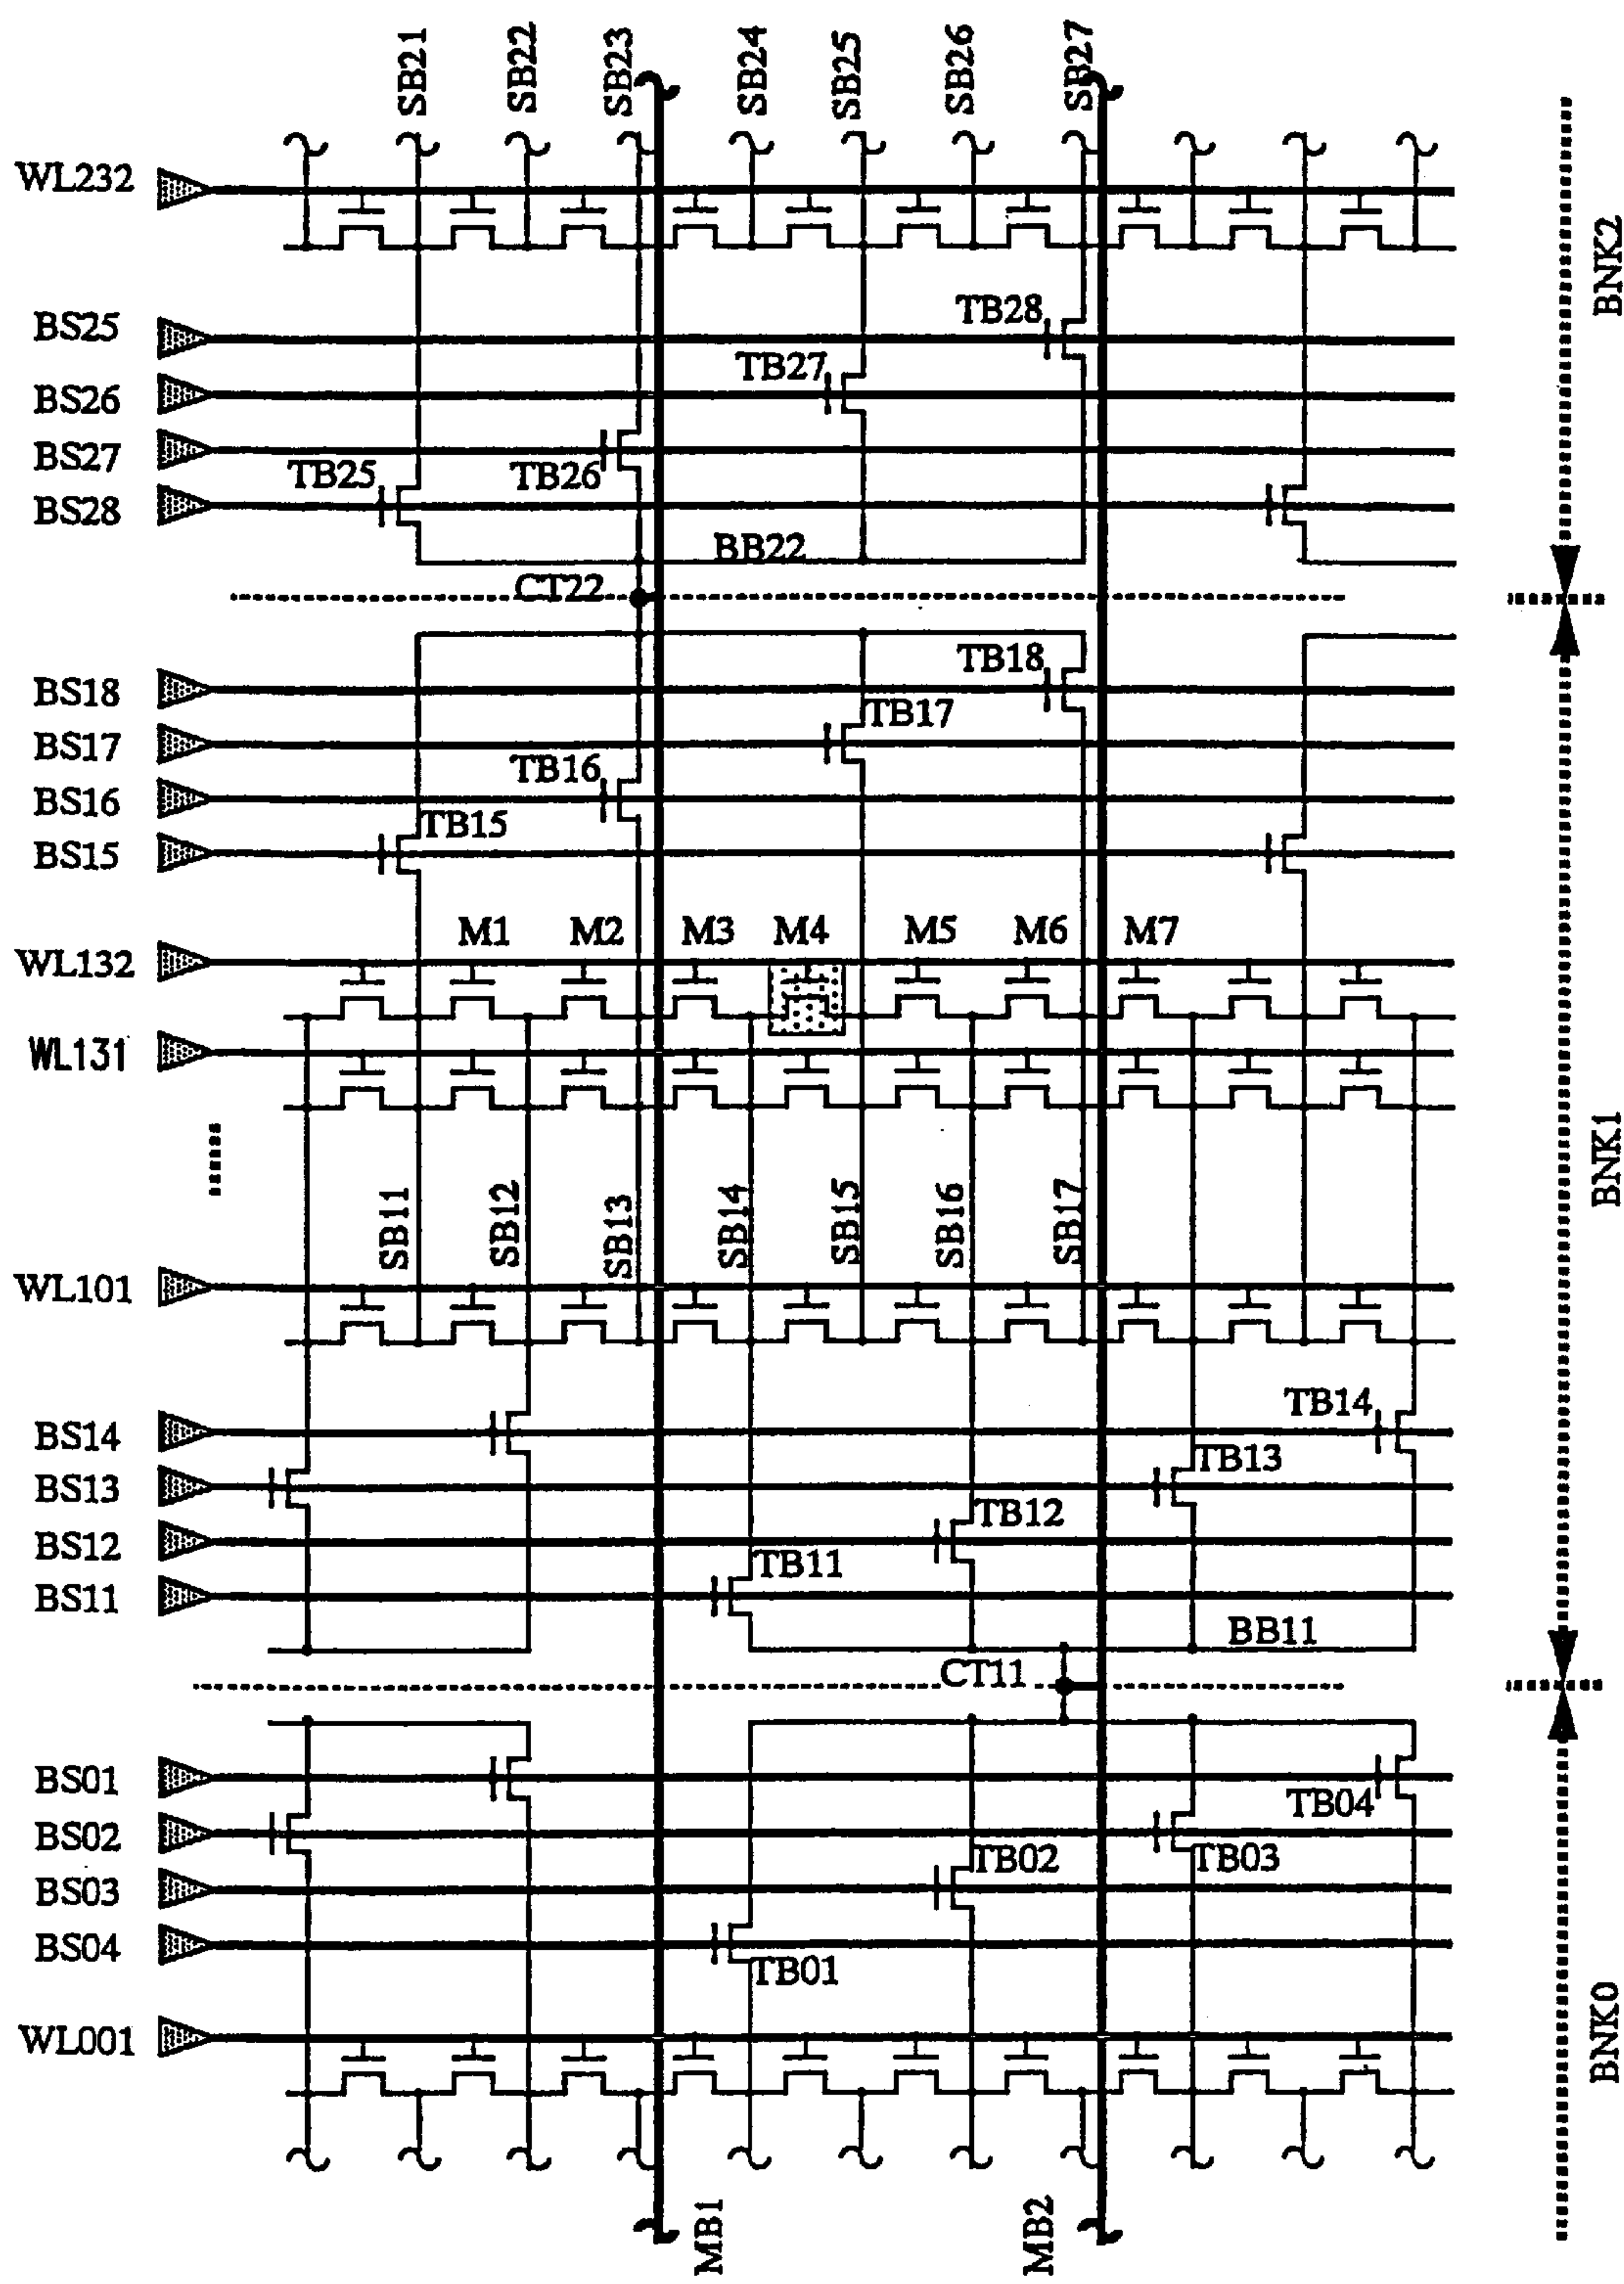 SB21 SB22 SB23 SB24 SB25 SB26 SB27
WL232
BNK2
BS25 TB28
BS26 TB27
BS27
BS28 TB25 TB26
BB22
CT22
BS18 TB18
BS17 TB17
BS16 TB16
BS15 TB15
M1 M2 M3 M4 M5 M6 M7
WL132
WL131
BNK1
SB11 SB12 SB13 SB14 SB15 SB16 SB17
WL101
BS14 TB14
BS13 TB13
BS12 TB12
BS11 TB11
BB11
CT11
BS01
TB04
BS02
BS03 TB02 TB03
BS04 TB01
WL001
BNK0
MB1 MB2